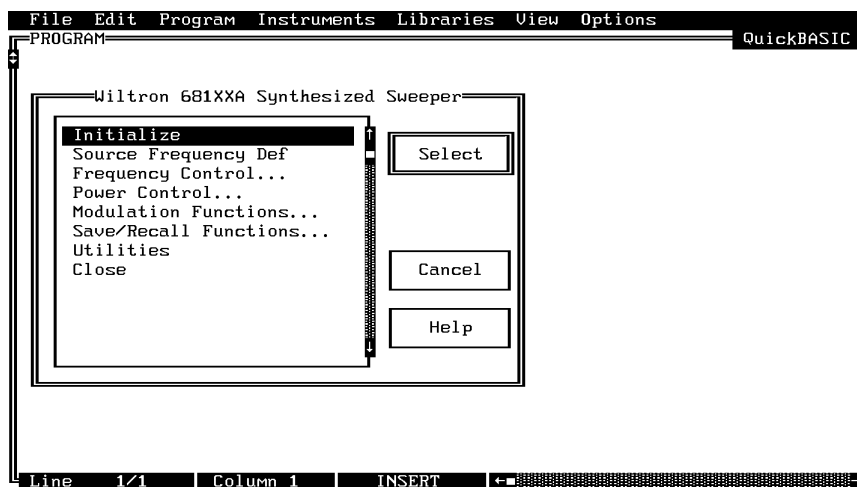 File Edit Program Instruments Libraries View Options
PROGRAM QuickBASIC
Wiltron 681XXA Synthesized Sweeper
Initialize
Source Frequency Def
Frequency Control...
Power Control...
Modulation Functions...
Save/Recall Functions...
Utilities
Close
Select
Cancel
Help
Line 1/1 Column 1 INSERT